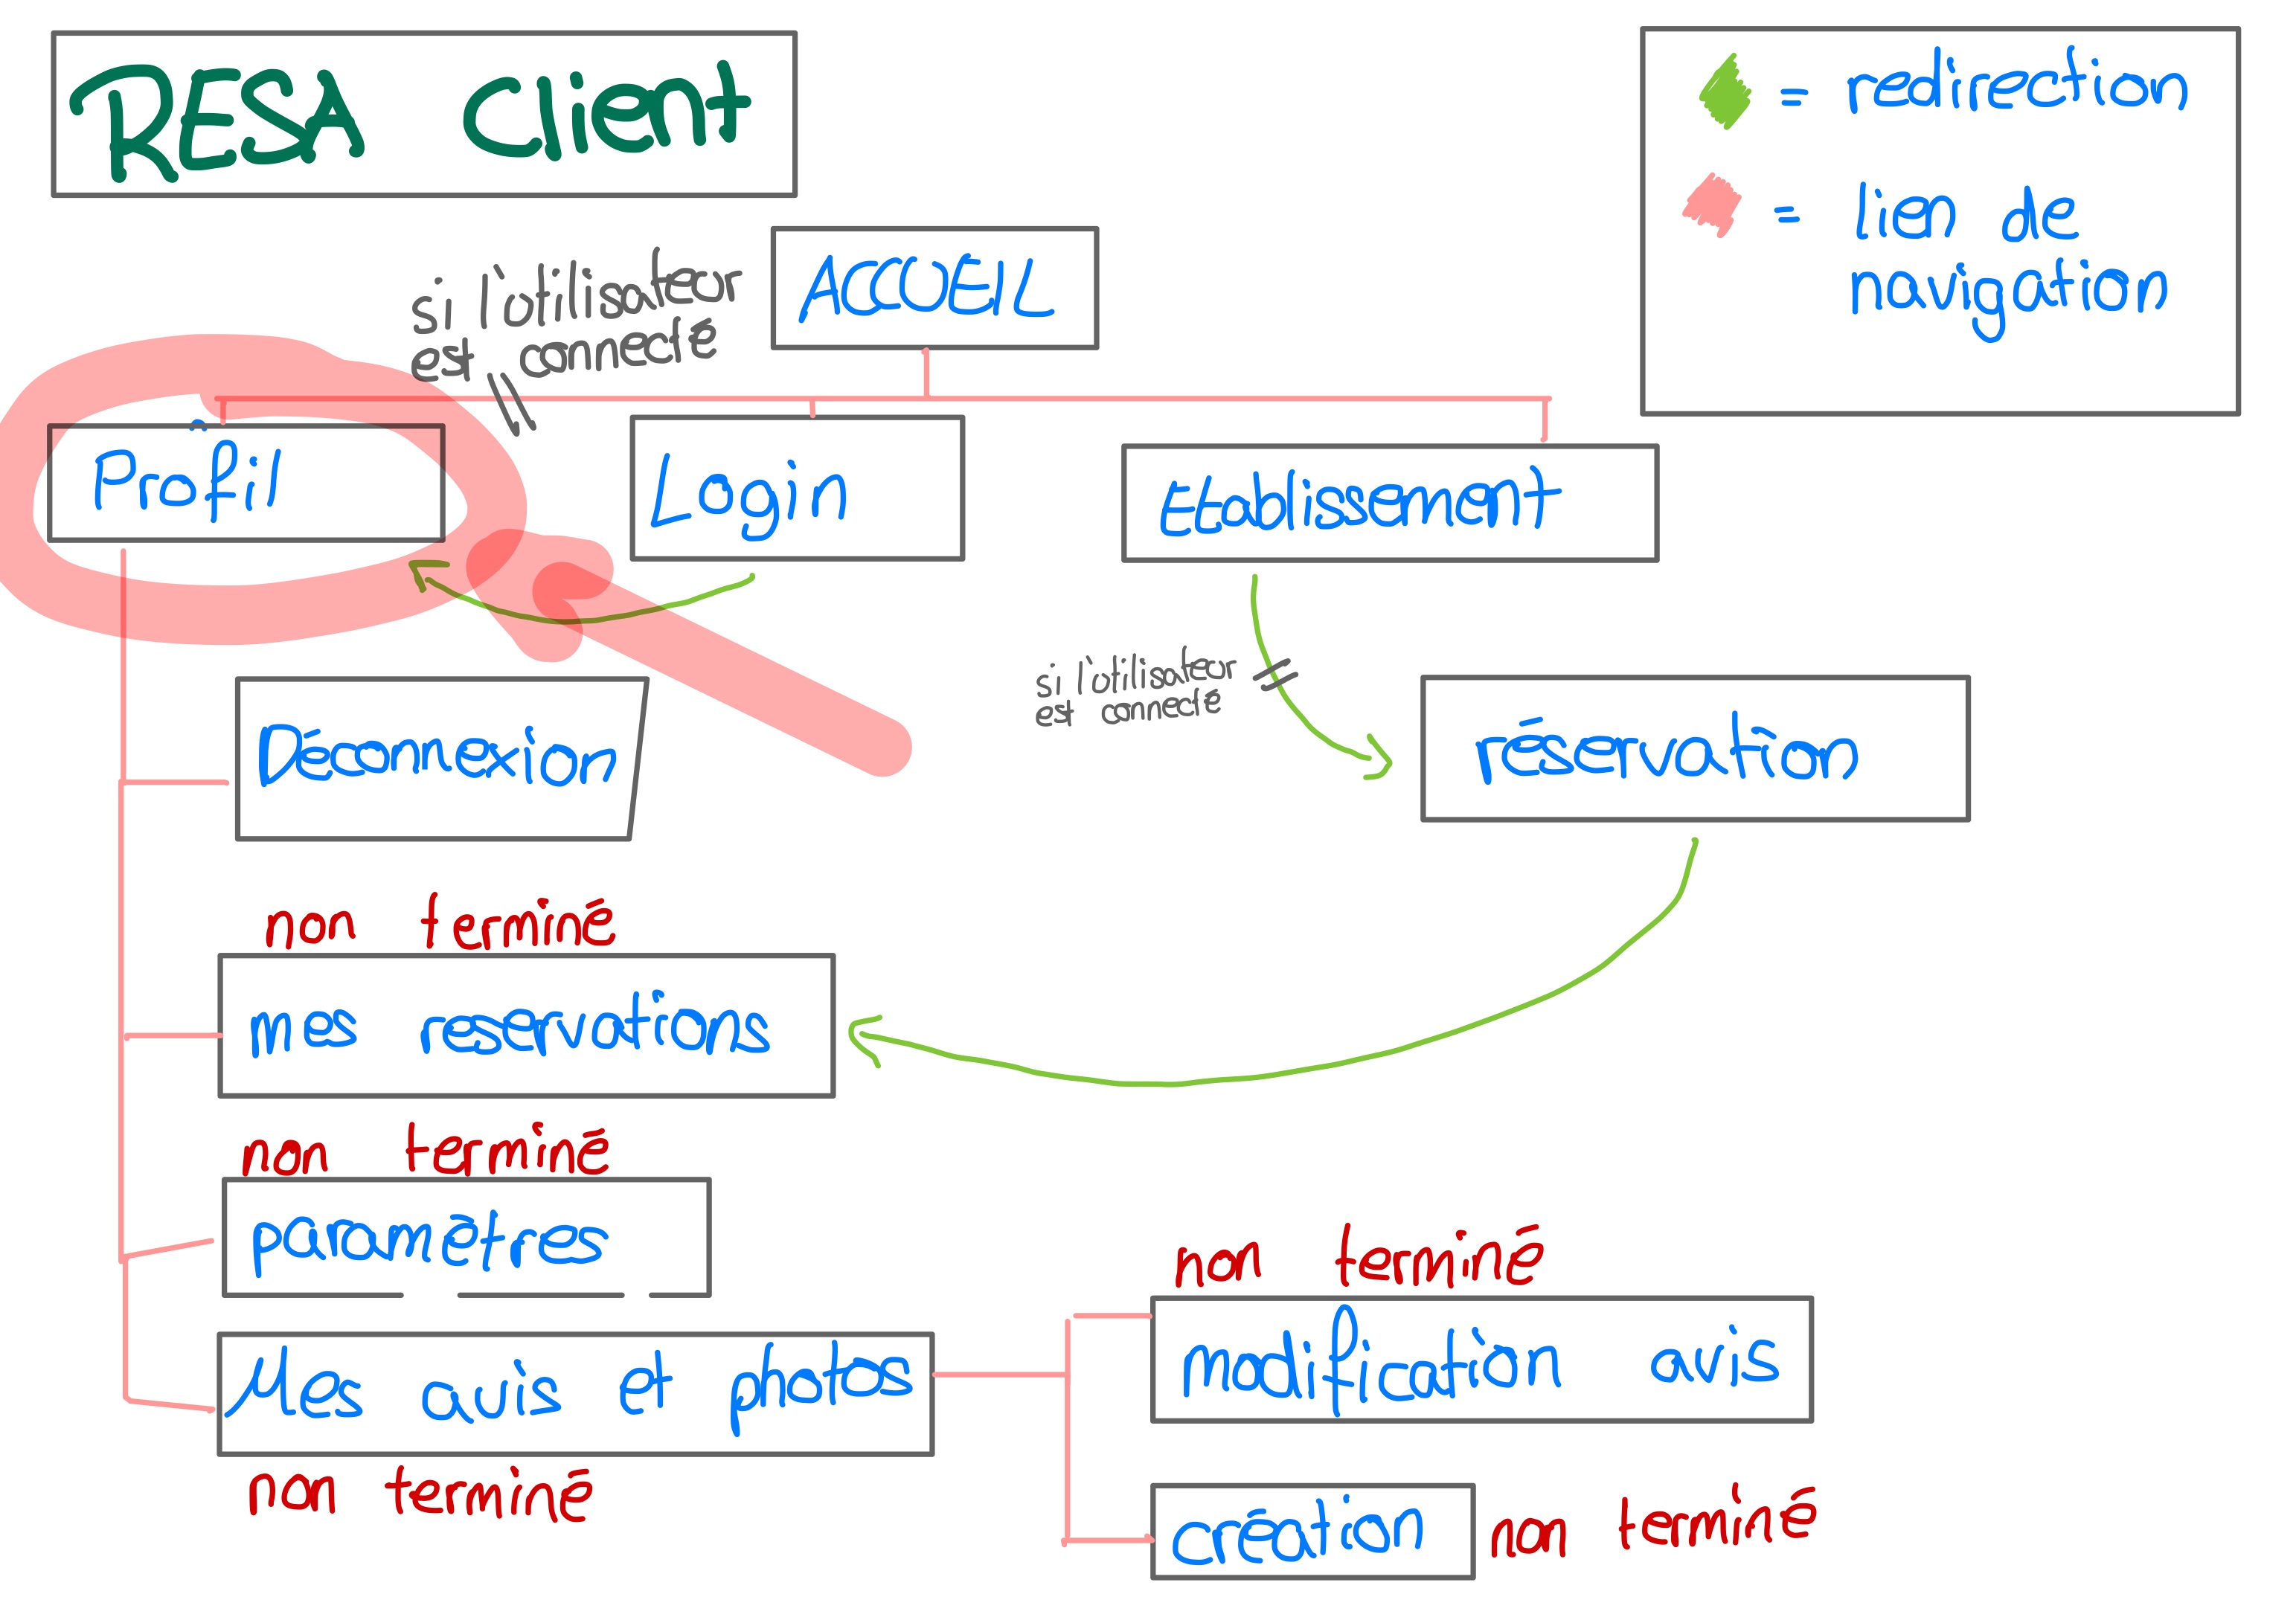 RESA Client
= redirection
= lien de
navigation
ACCUEIL
si l'utilisateur
est connecté
Profil
Login
Etablissement
si l'utilisateur
est connecté
Déconnexion
réservation
non terminé
mes reservations
non terminé
paramètres
non terminé
modification avis
Mes avis et photos
non terminé
création non terminé